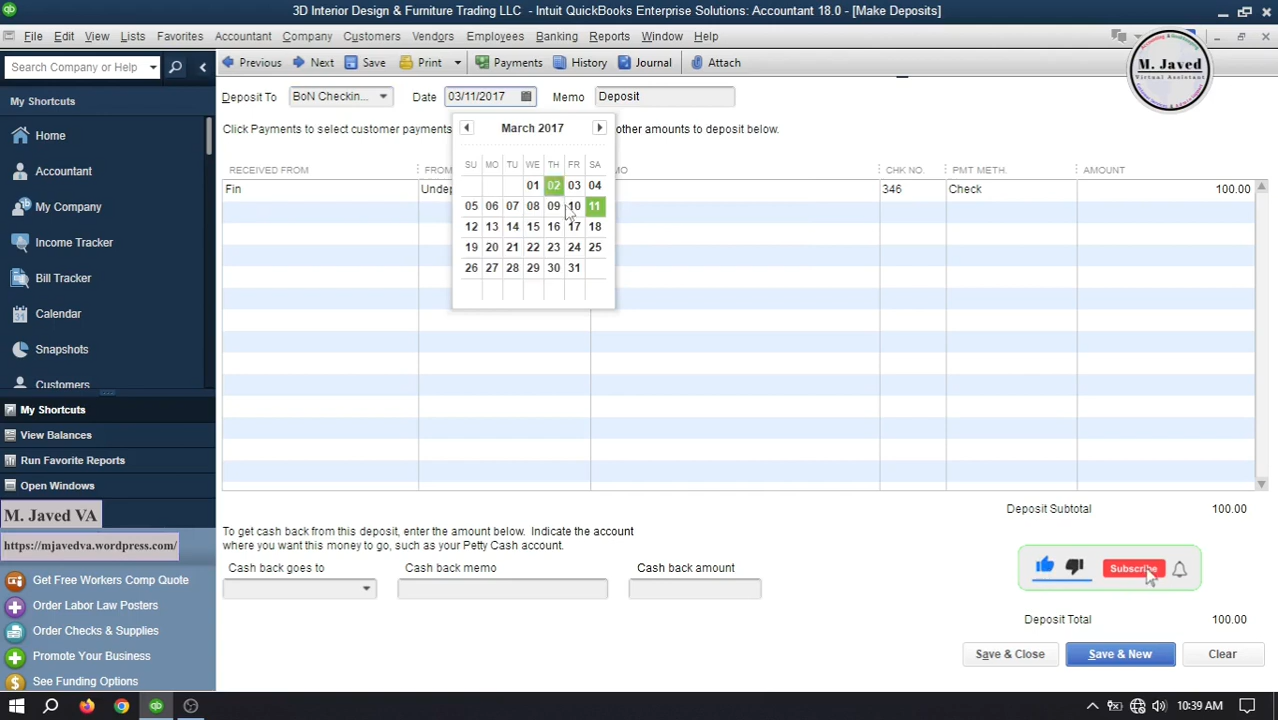 3D Interior Design & Furniture Trading LLC - Intuit QuickBooks Enterprise Solutions: Accountant 18.0 - [Make Deposits]
File Edit View Lists Favorites Accountant Company Customers Vendors Employees Banking Reports Window Help
Search Company or Help
Previous Next Save Print Payments History Journal Attach
M. Javed
Virtual Assistant
My Shortcuts
Home
Account
My Company
Income Tracker
Bill Tracker
Calendar
Snapshots
Customers
My Shortcuts
View Balances
Run Favorite Reports
Open Windows
M. Javed VA
https://mjavedva.wordpress.com/
Get Free Workers Comp Quote
Order Labor Law Posters
Order Checks & Supplies
Promote Your Business
See Funding Options
Deposit To BoN Checkin... Date 03/11/2017 Memo Deposit
Click Payments to select customer payments other amounts to deposit below.
March 2017
SU MO TU WE TH FR SA
01 02 03 04
05 06 07 08 09 10 11
12 13 14 15 16 17 18
19 20 21 22 23 24 25
26 27 28 29 30 31
RECEIVED FROM FROM MO CHK NO. PMT METH. AMOUNT
Fin Undep 346 Check 100.00
Deposit Subtotal 100.00
To get cash back from this deposit, enter the amount below. Indicate the account
where you want this money to go, such as your Petty Cash account.
Cash back goes to Cash back memo Cash back amount
Subscribe
Deposit Total 100.00
Save & Close Save & New Clear
10:39 AM